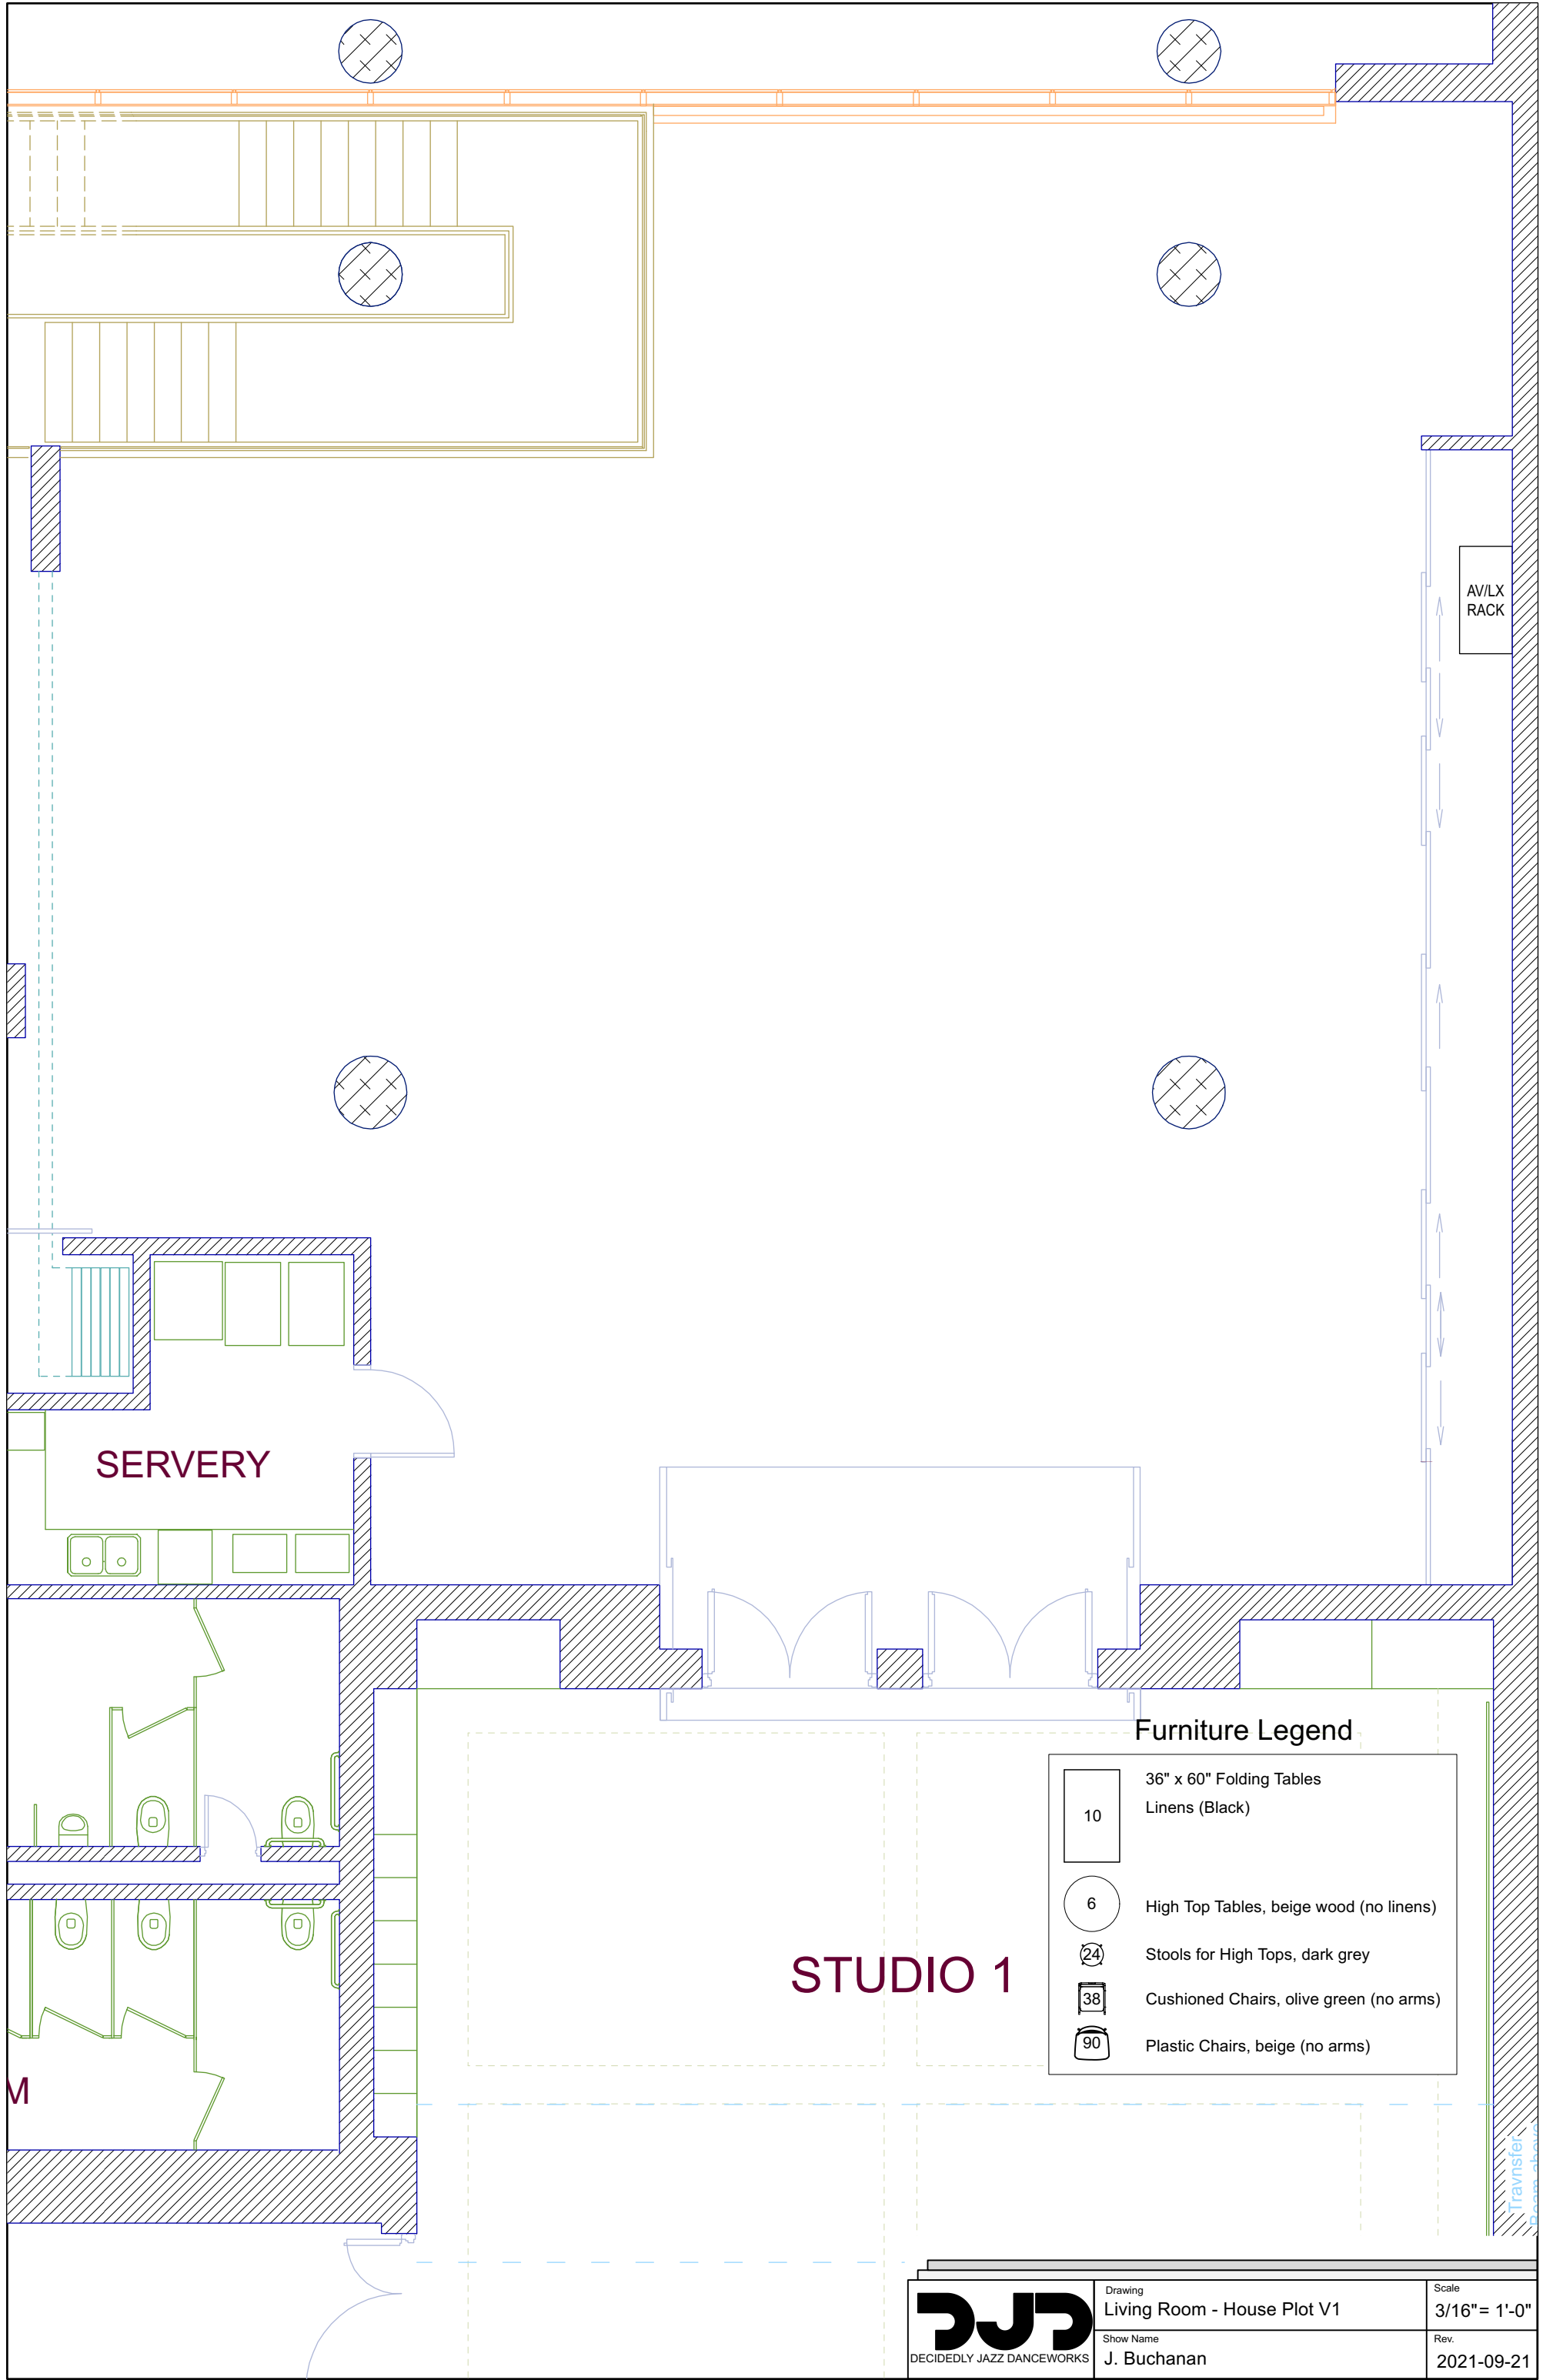 AV/LX
RACK
SERVERY
Furniture Legend
10
36" x 60" Folding Tables
Linens (Black)
6
High Top Tables, beige wood (no linens)
24
Stools for High Tops, dark grey
38
Cushioned Chairs, olive green (no arms)
90
Plastic Chairs, beige (no arms)
STUDIO 1
M
Travnsfer
Beam above
DJD
DECIDEDLY JAZZ DANCEWORKS
Drawing
Living Room - House Plot V1
Scale
3/16"= 1'-0"
Show Name
J. Buchanan
Rev.
2021-09-21